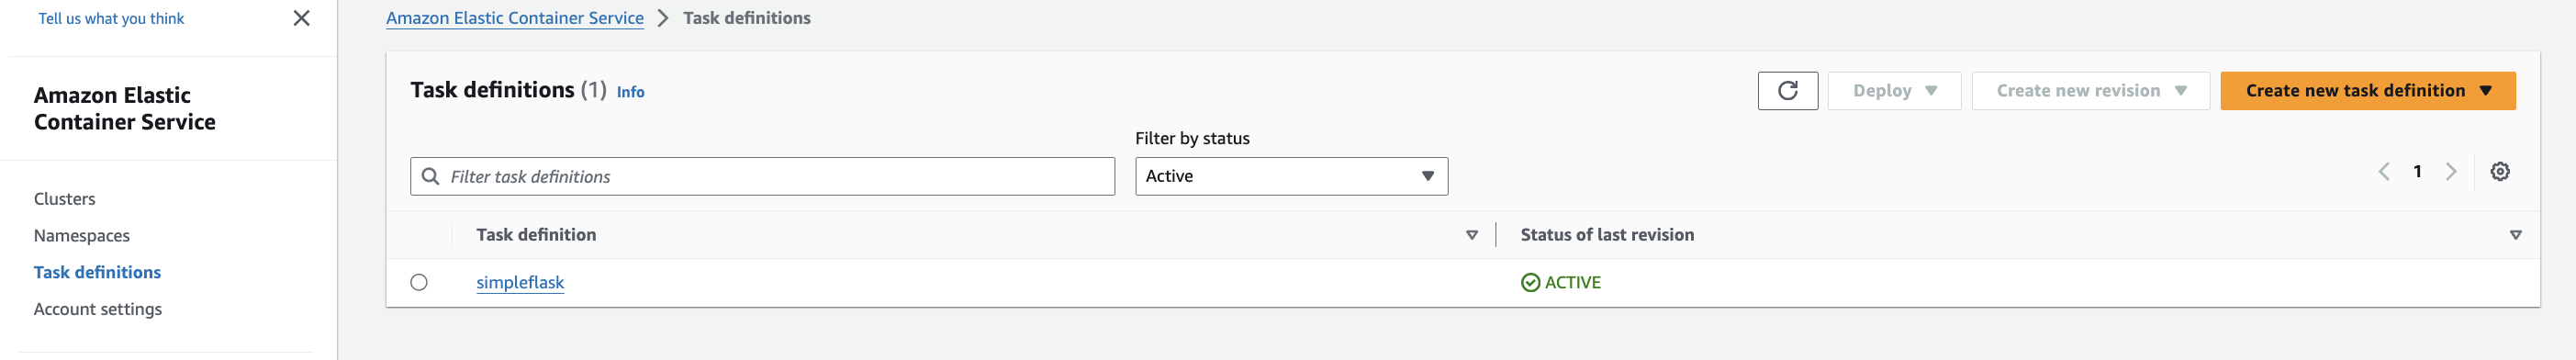 Tell us what you think
Amazon Elastic Container Service
Clusters
Namespaces
Task definitions
Account settings
Amazon Elastic Container Service > Task definitions
Task definitions (1) Info
Deploy
Create new revision
Create new task definition
Filter task definitions
Filter by status
Active
1
Task definition
Status of last revision
simpleflask
ACTIVE